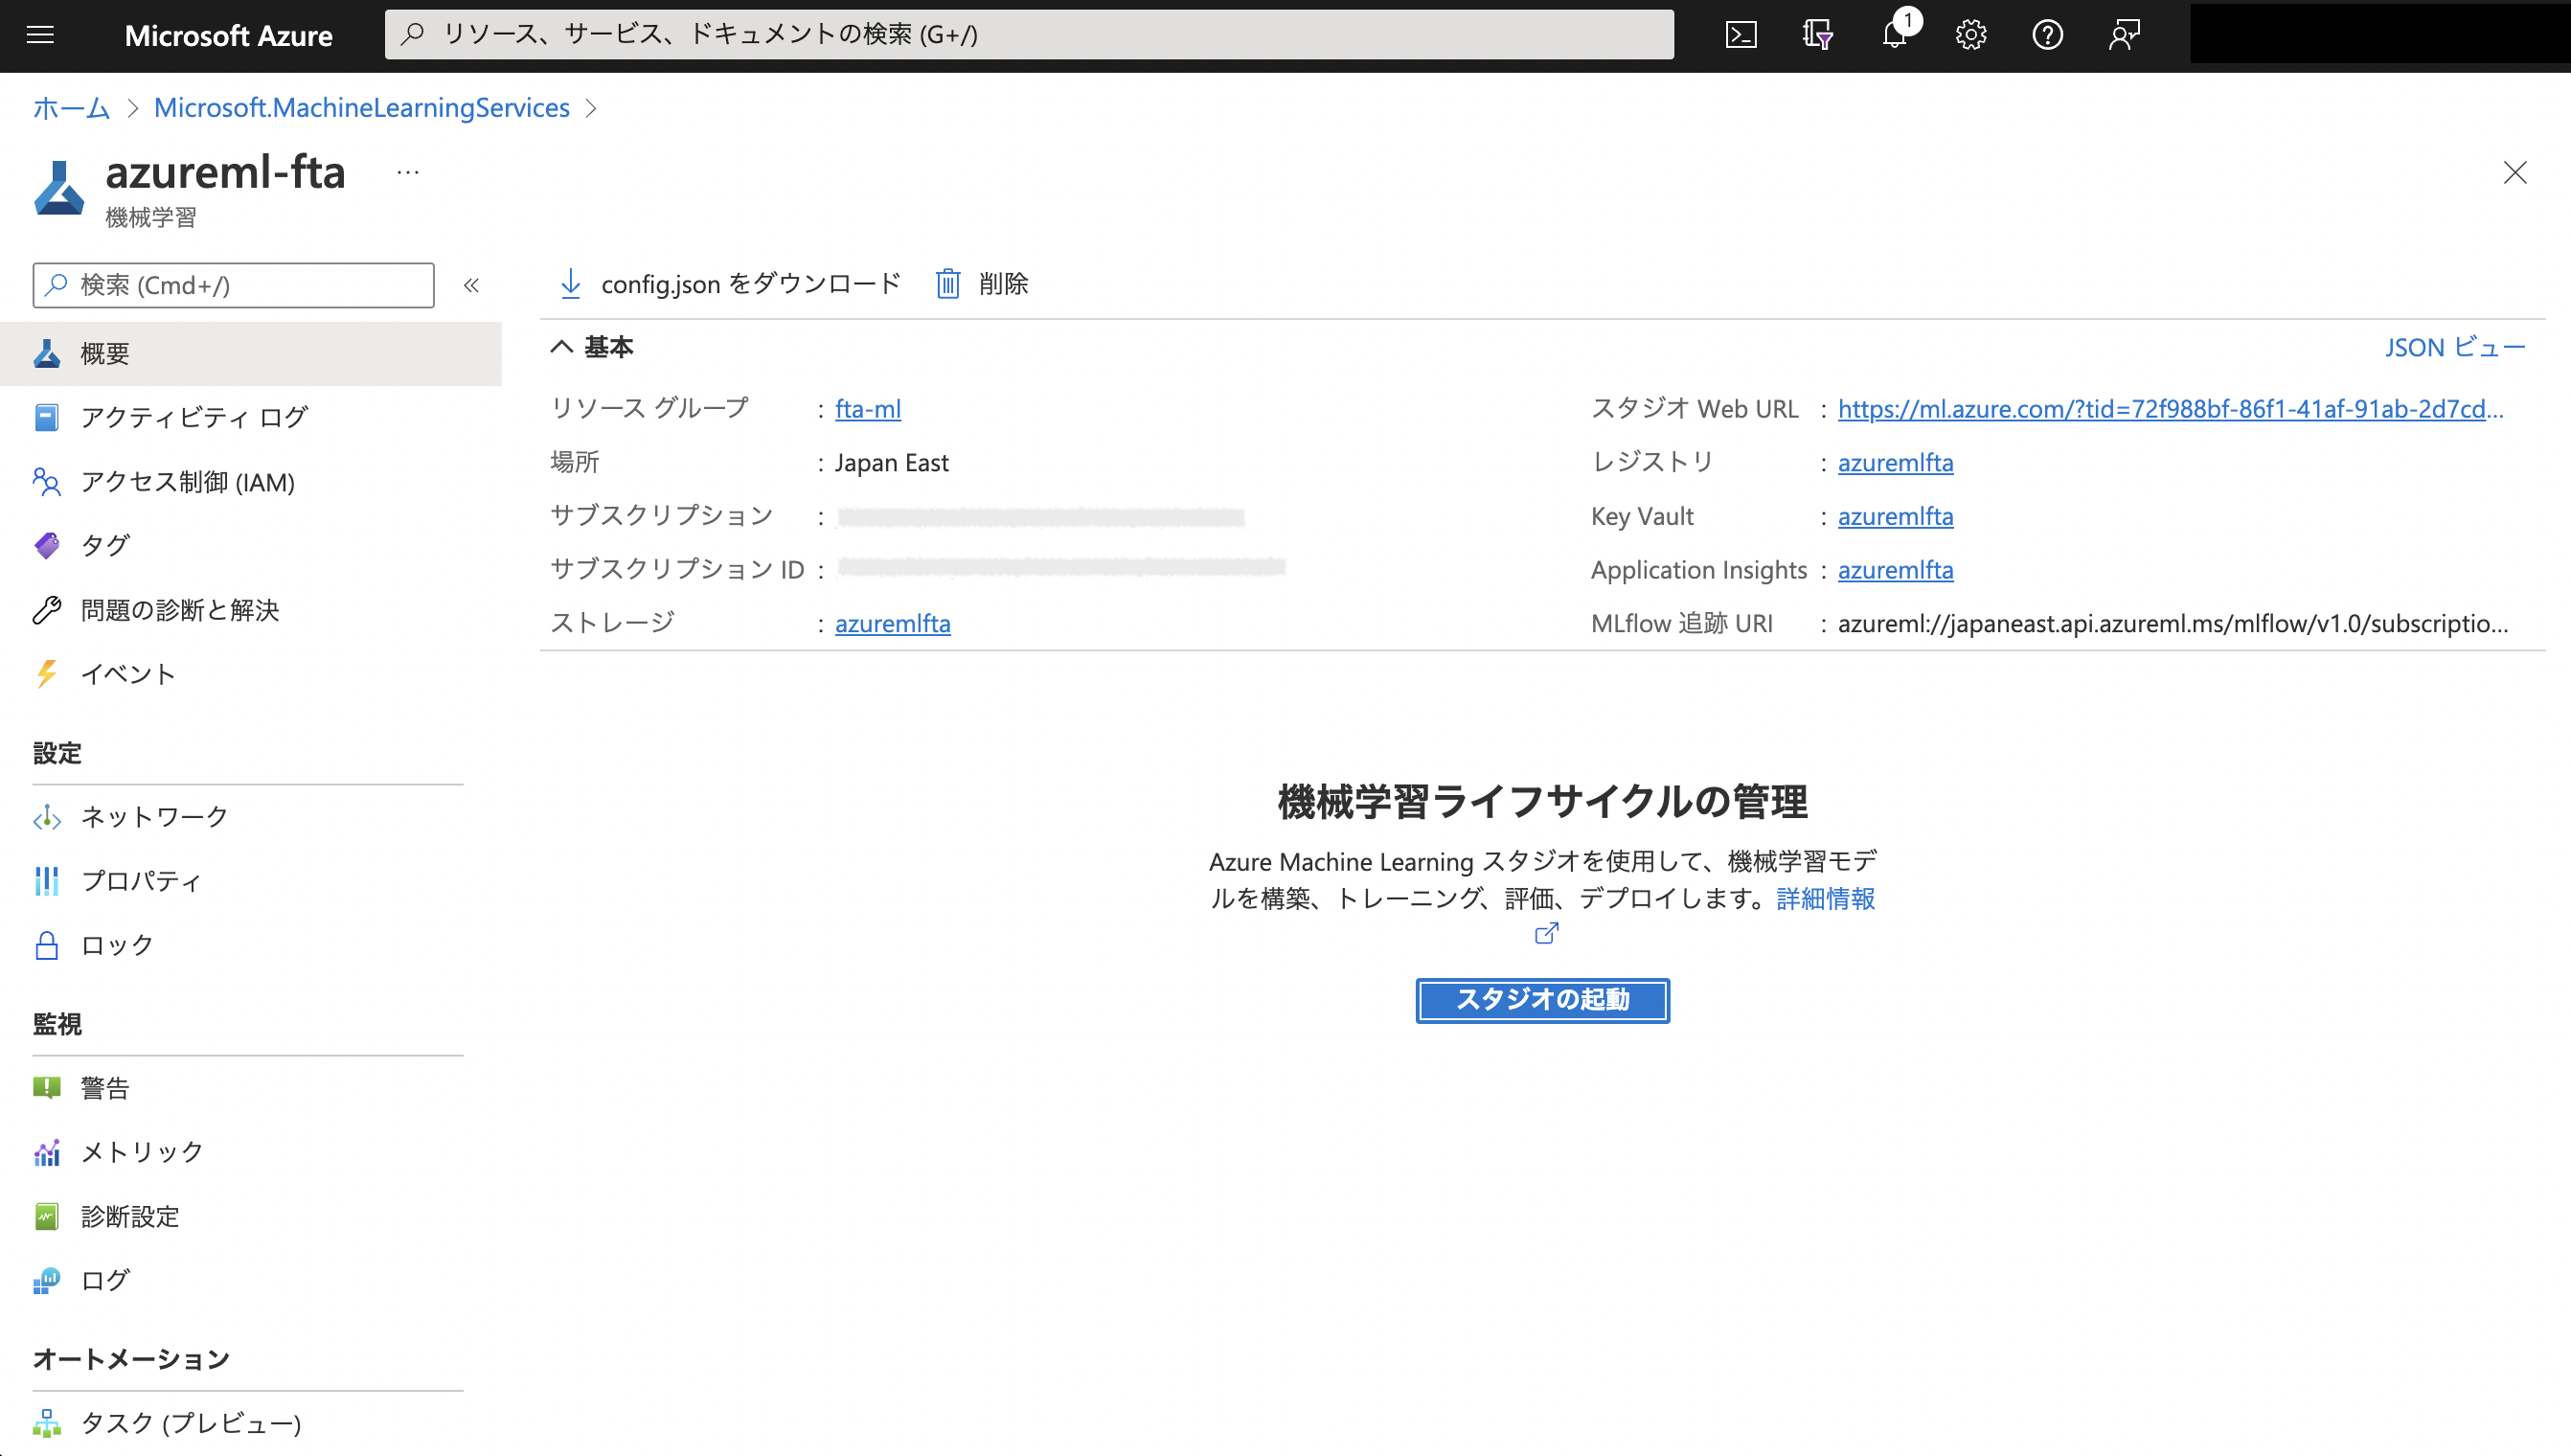 Microsoft Azure
リソース、サービス、ドキュメントの検索 (G+/)
1
ホーム > Microsoft.MachineLearningServices >
azureml-fta ...
機械学習
検索 (Cmd+/) «
概要
アクティビティ ログ
アクセス制御 (IAM)
タグ
問題の診断と解決
イベント
設定
ネットワーク
プロパティ
ロック
監視
警告
メトリック
診断設定
ログ
オートメーション
タスク (プレビュー)
config.json をダウンロード 削除
基本 JSON ビュー
リソース グループ : fta-ml
場所 : Japan East
サブスクリプション :
サブスクリプション ID :
ストレージ : azuremlfta
スタジオ Web URL : https://ml.azure.com/?tid=72f988bf-86f1-41af-91ab-2d7cd...
レジストリ : azuremlfta
Key Vault : azuremlfta
Application Insights : azuremlfta
MLflow 追跡 URI : azureml://japaneast.api.azureml.ms/mlflow/v1.0/subscriptio...
機械学習ライフサイクルの管理
Azure Machine Learning スタジオを使用して、機械学習モデ
ルを構築、トレーニング、評価、デプロイします。詳細情報
スタジオの起動